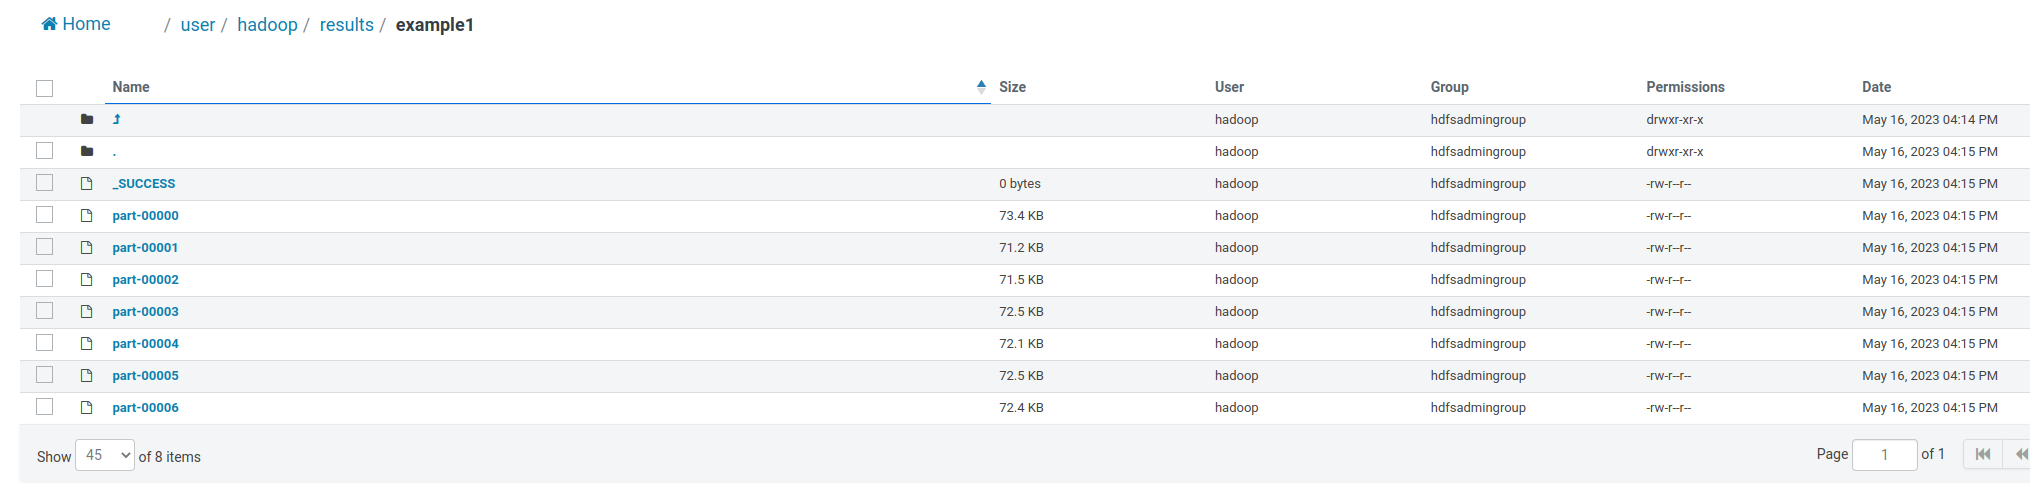 Home / user / hadoop / results / example1
Name Size User Group Permissions Date
hadoop hdfsadmingroup drwxr-xr-x May 16, 2023 04:14 PM
. hadoop hdfsadmingroup drwxr-xr-x May 16, 2023 04:15 PM
_SUCCESS 0 bytes hadoop hdfsadmingroup -rw-r--r-- May 16, 2023 04:15 PM
part-00000 73.4 KB hadoop hdfsadmingroup -rw-r--r-- May 16, 2023 04:15 PM
part-00001 71.2 KB hadoop hdfsadmingroup -rw-r--r-- May 16, 2023 04:15 PM
part-00002 71.5 KB hadoop hdfsadmingroup -rw-r--r-- May 16, 2023 04:15 PM
part-00003 72.5 KB hadoop hdfsadmingroup -rw-r--r-- May 16, 2023 04:15 PM
part-00004 72.1 KB hadoop hdfsadmingroup -rw-r--r-- May 16, 2023 04:15 PM
part-00005 72.5 KB hadoop hdfsadmingroup -rw-r--r-- May 16, 2023 04:15 PM
part-00006 72.4 KB hadoop hdfsadmingroup -rw-r--r-- May 16, 2023 04:15 PM
Show 45 of 8 items Page 1 of 1